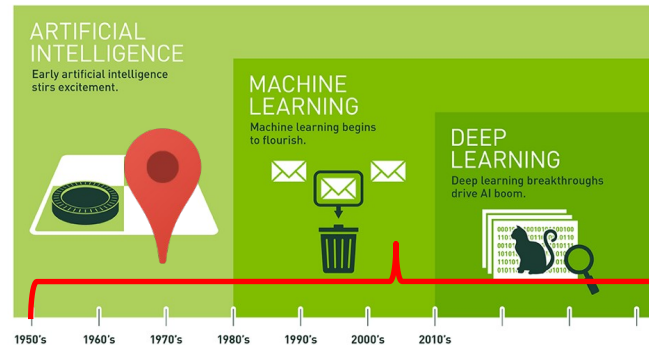 ARTIFICIAL
INTELLIGENCE
Early artificial intelligence
stirs excitement.
MACHINE
LEARNING
Machine learning begins
to flourish.
DEEP
LEARNING
Deep learning breakthroughs
drive AI boom.
1950's 1960's 1970's 1980's 1990's 2000's 2010's